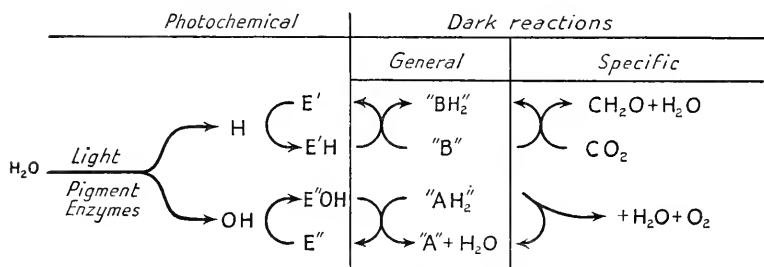 Photochemical Dark reactions
General Specific
E' "BH₂" CH₂O + H₂O
H
E'H "B" CO₂
H₂O Light
Pigment
Enzymes
E"OH "AH₂"
OH + H₂O + O₂
E" "A" + H₂O